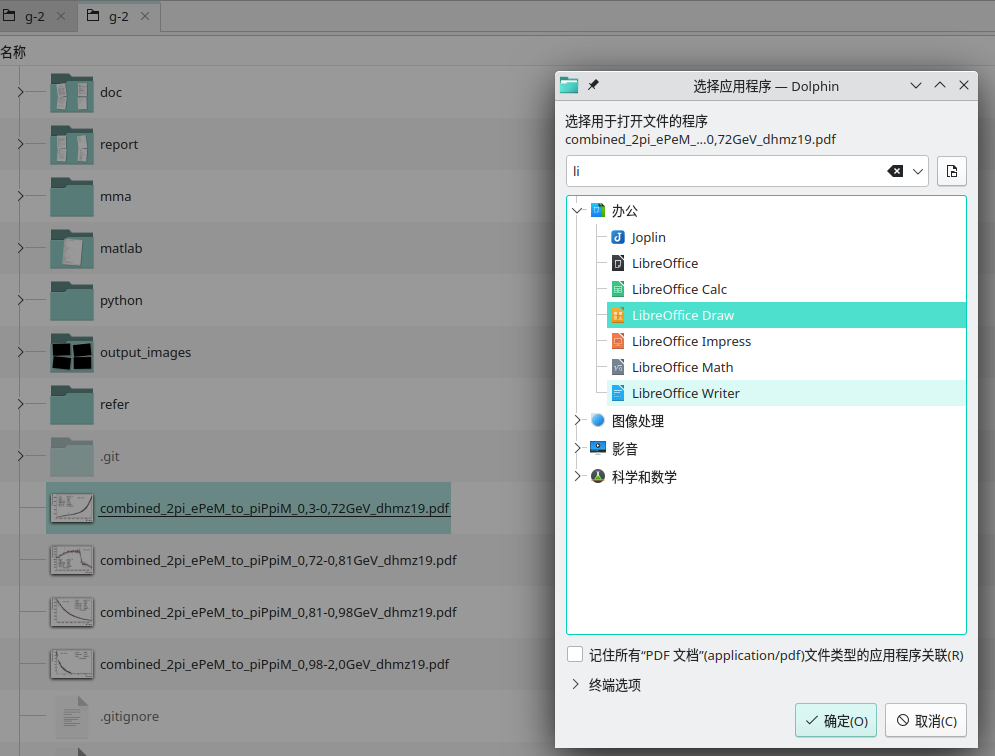 g-2
g-2
名称
doc
report
mma
matlab
python
output_images
refer
.git
combined_2pi_ePeM_to_piPpiM_0,3-0,72GeV_dhmz19.pdf
combined_2pi_ePeM_to_piPpiM_0,72-0,81GeV_dhmz19.pdf
combined_2pi_ePeM_to_piPpiM_0,81-0,98GeV_dhmz19.pdf
combined_2pi_ePeM_to_piPpiM_0,98-2,0GeV_dhmz19.pdf
.gitignore
选择应用程序 — Dolphin
选择用于打开文件的程序
combined_2pi_ePeM_...0,72GeV_dhmz19.pdf
li
办公
Joplin
LibreOffice
LibreOffice Calc
LibreOffice Draw
LibreOffice Impress
LibreOffice Math
LibreOffice Writer
图像处理
影音
科学和数学
记住所有“PDF 文档”(application/pdf)文件类型的应用程序关联(R)
终端选项
确定(O)
取消(C)